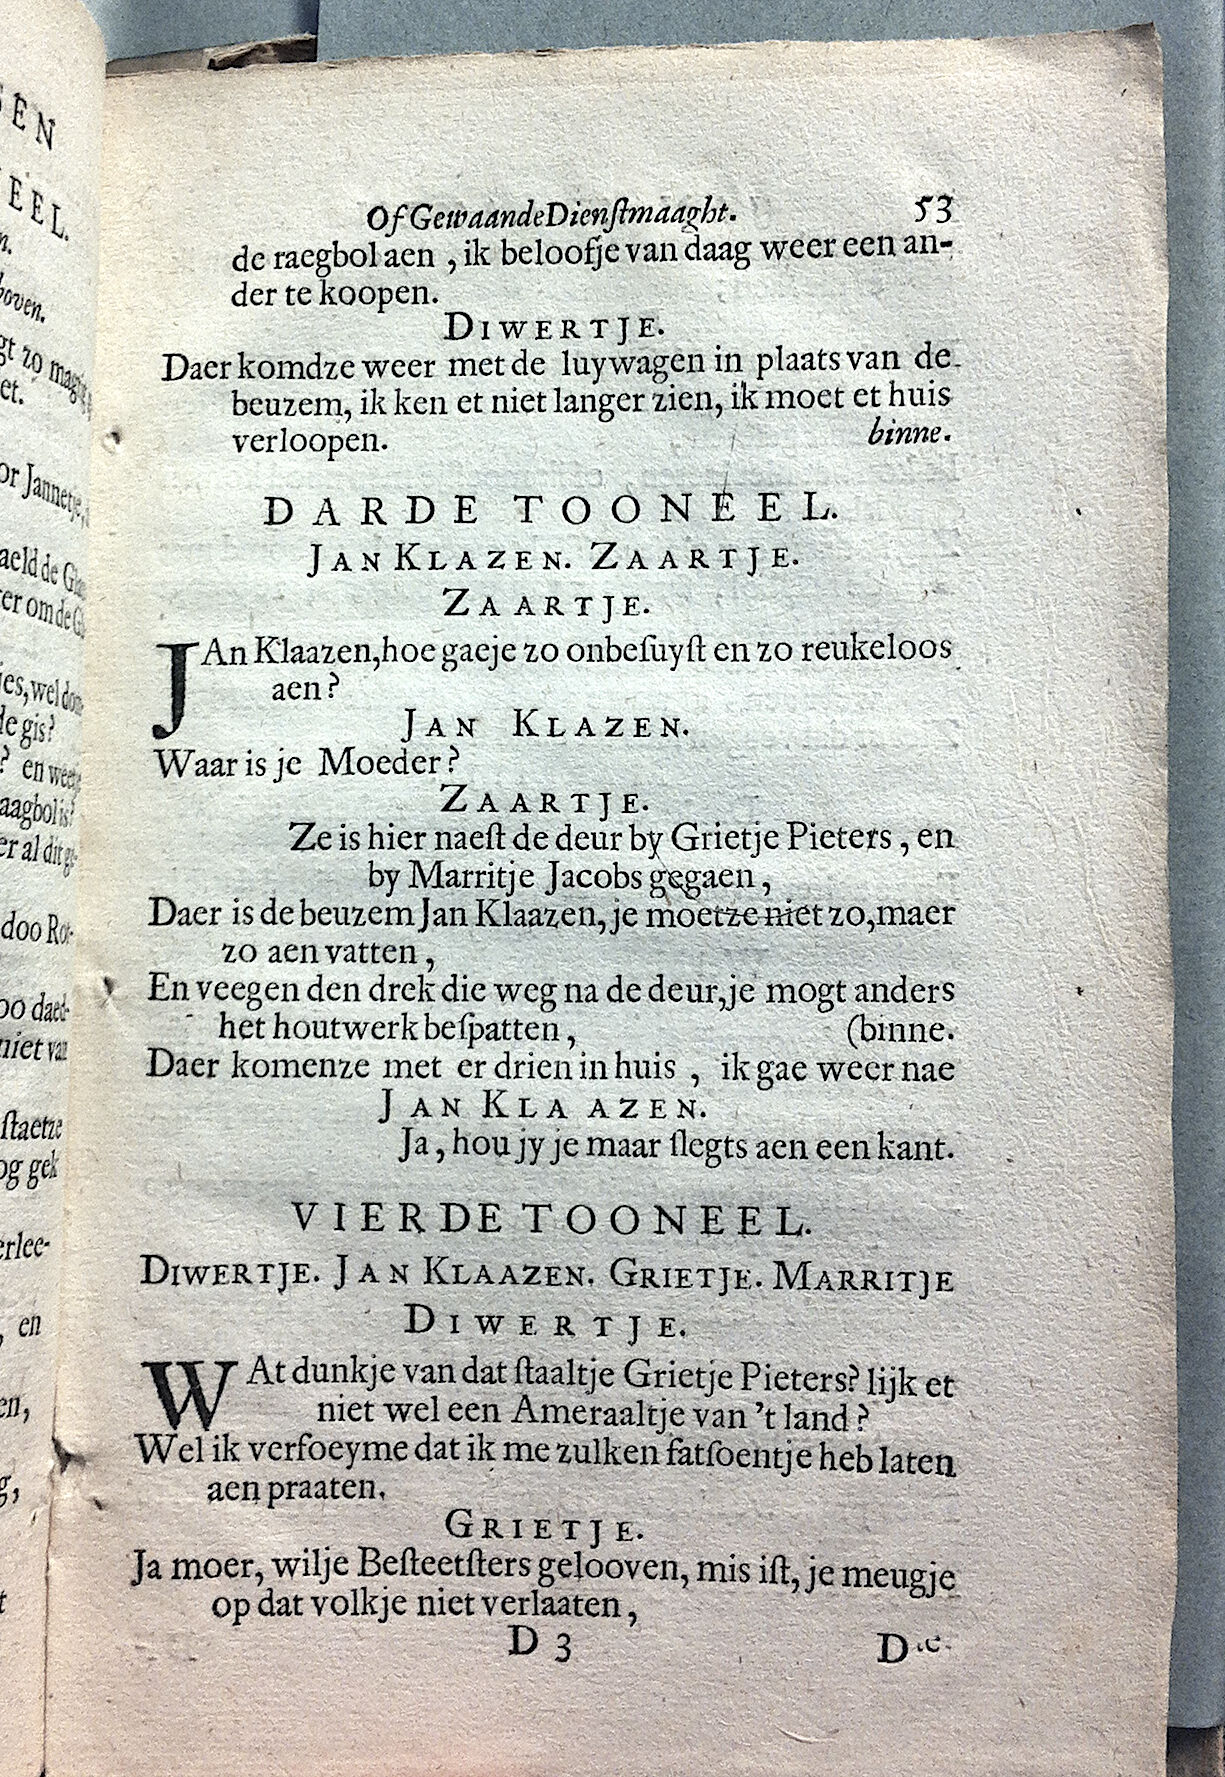 Of Gewaande Dienſtmaaght. 53
de raegbol aen , ik beloofje van daag weer een an-
der te koopen.
DIWERTJE.
Daer komdze weer met de luywagen in plaats van de
beuzem, ik ken et niet langer zien, ik moet et huis
verloopen. binne.
DARDE TOONEEL.
JAN KLAZEN. ZAARTJE.
ZAARTJE.
JAn Klaazen, hoe gaeje zo onbeſuyſt en zo reukeloos
aen?
JAN KLAZEN.
Waar is je Moeder?
ZAARTJE.
Ze is hier naeſt de deur by Grietje Pieters , en
by Marritje Jacobs gegaen ,
Daer is de beuzem Jan Klaazen, je moetze niet zo, maer
zo aen vatten ,
En veegen den drek die weg na de deur, je mogt anders
het houtwerk beſpatten , (binne.
Daer komenze met er drien in huis , ik gae weer nae
JAN KLAAZEN.
Ja , hou jy je maar ſlegts aen een kant.
VIERDE TOONEEL.
DIWERTJE. JAN KLAAZEN. GRIETJE. MARRITJE
DIWERTJE.
WAt dunkje van dat ſtaaltje Grietje Pieters? lijk et
niet wel een Ameraaltje van 't land ?
Wel ik verfoeyme dat ik me zulken fatſoentje heb laten
aen praaten.
GRIETJE.
Ja moer, wilje Beſteetſters gelooven, mis iſt, je meugje
op dat volkje niet verlaaten ,
D 3